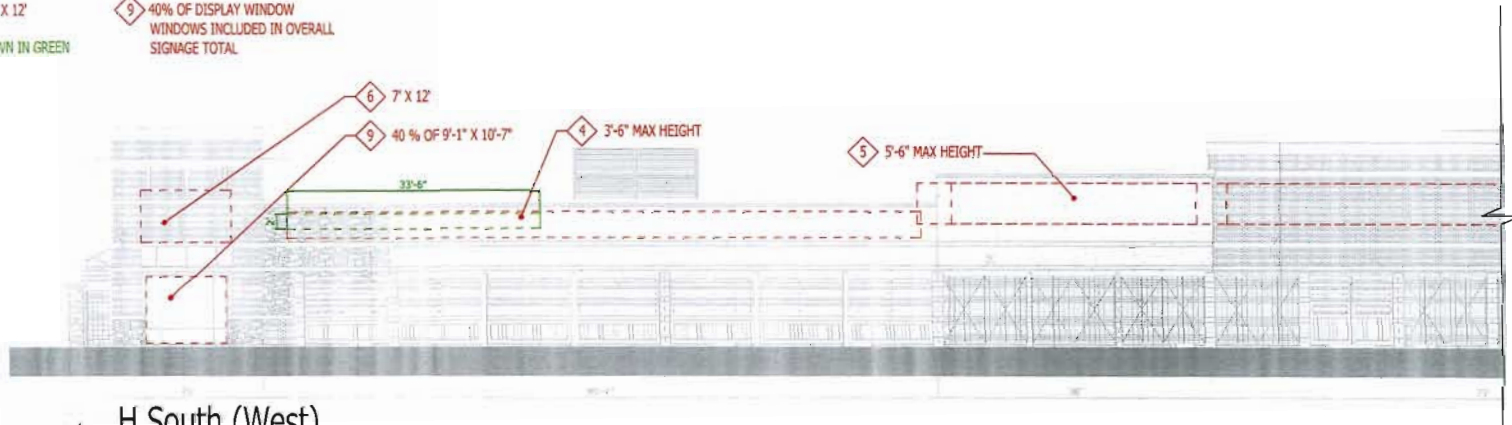 X 12'
WN IN GREEN
9 40% OF DISPLAY WINDOW
WINDOWS INCLUDED IN OVERALL
SIGNAGE TOTAL
6 7' X 12'
9 40 % OF 9'-1" X 10'-7"
4 3'-6" MAX HEIGHT
5 5'-6" MAX HEIGHT
33'-6"
2'
H South (West)